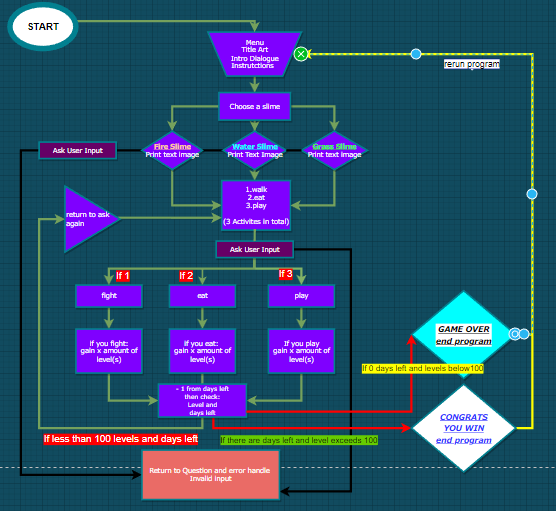 START
Menu
Title Art
Intro Dialogue
Instrutctions
rerun program
Choose a slime
Ask User Input
Fire Slime
Print text image
Water Slime
Print Text Image
Grass Slime
Print text image
1.walk
2.eat
3.play
(3 Activites in total)
return to ask
again
Ask User Input
If 1
If 2
If 3
fight
eat
play
If you fight:
gain x amount of
level(s)
If you eat:
gain x amount of
level(s)
If you play
gain x amount of
level(s)
GAME OVER
end program
If 0 days left and levels below100
- 1 from days left
then check:
Level and
days left
CONGRATS
YOU WIN
end program
If less than 100 levels and days left
If there are days left and level exceeds 100
Return to Question and error handle
Invalid input